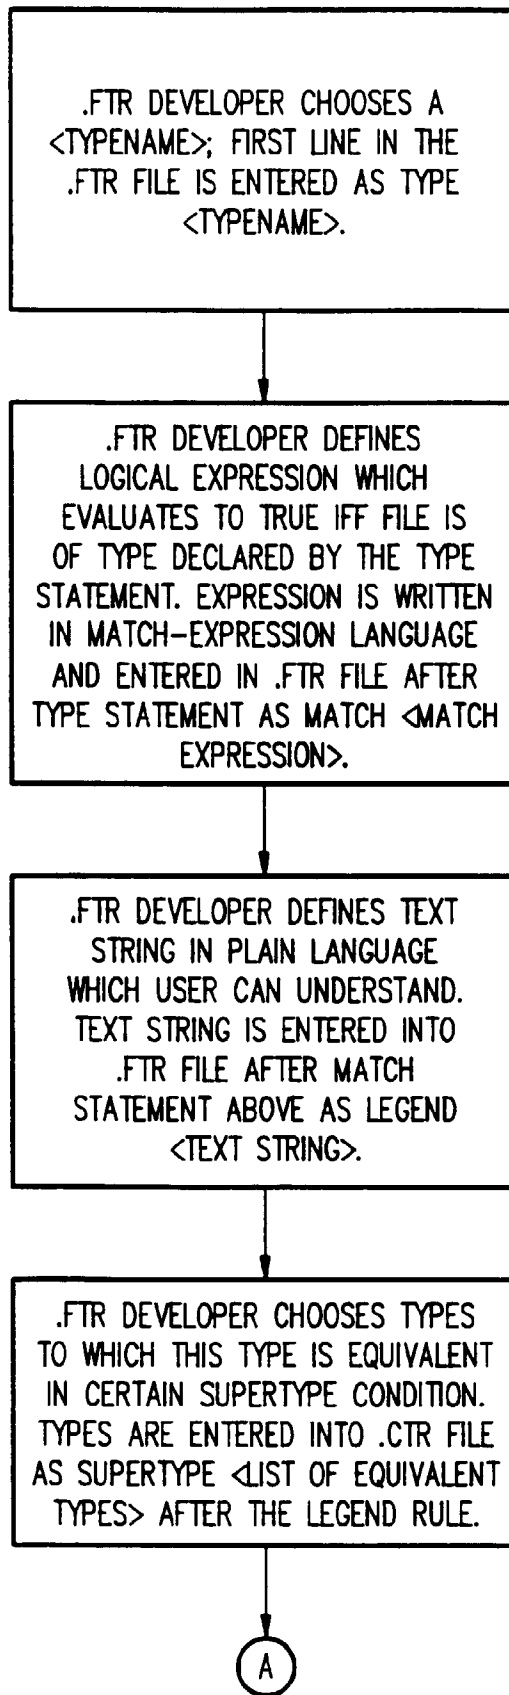 .FTR DEVELOPER CHOOSES A
<TYPENAME>; FIRST LINE IN THE
.FTR FILE IS ENTERED AS TYPE
<TYPENAME>.
.FTR DEVELOPER DEFINES
LOGICAL EXPRESSION WHICH
EVALUATES TO TRUE IFF FILE IS
OF TYPE DECLARED BY THE TYPE
STATEMENT. EXPRESSION IS WRITTEN
IN MATCH-EXPRESSION LANGUAGE
AND ENTERED IN .FTR FILE AFTER
TYPE STATEMENT AS MATCH <MATCH
EXPRESSION>.
.FTR DEVELOPER DEFINES TEXT
STRING IN PLAIN LANGUAGE
WHICH USER CAN UNDERSTAND.
TEXT STRING IS ENTERED INTO
.FTR FILE AFTER MATCH
STATEMENT ABOVE AS LEGEND
<TEXT STRING>.
.FTR DEVELOPER CHOOSES TYPES
TO WHICH THIS TYPE IS EQUIVALENT
IN CERTAIN SUPERTYPE CONDITION.
TYPES ARE ENTERED INTO .CTR FILE
AS SUPERTYPE <LIST OF EQUIVALENT
TYPES> AFTER THE LEGEND RULE.
A